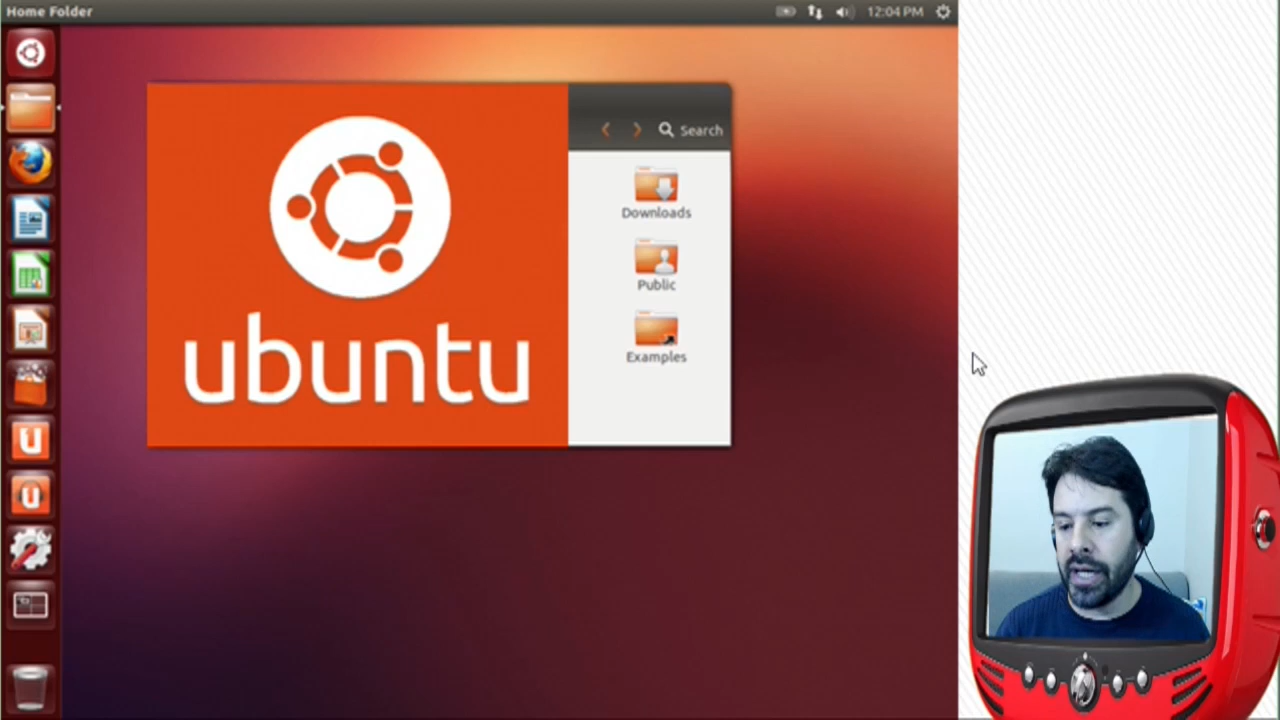 Home Folder
12:04 PM
Search
Downloads
Public
Examples
ubuntu